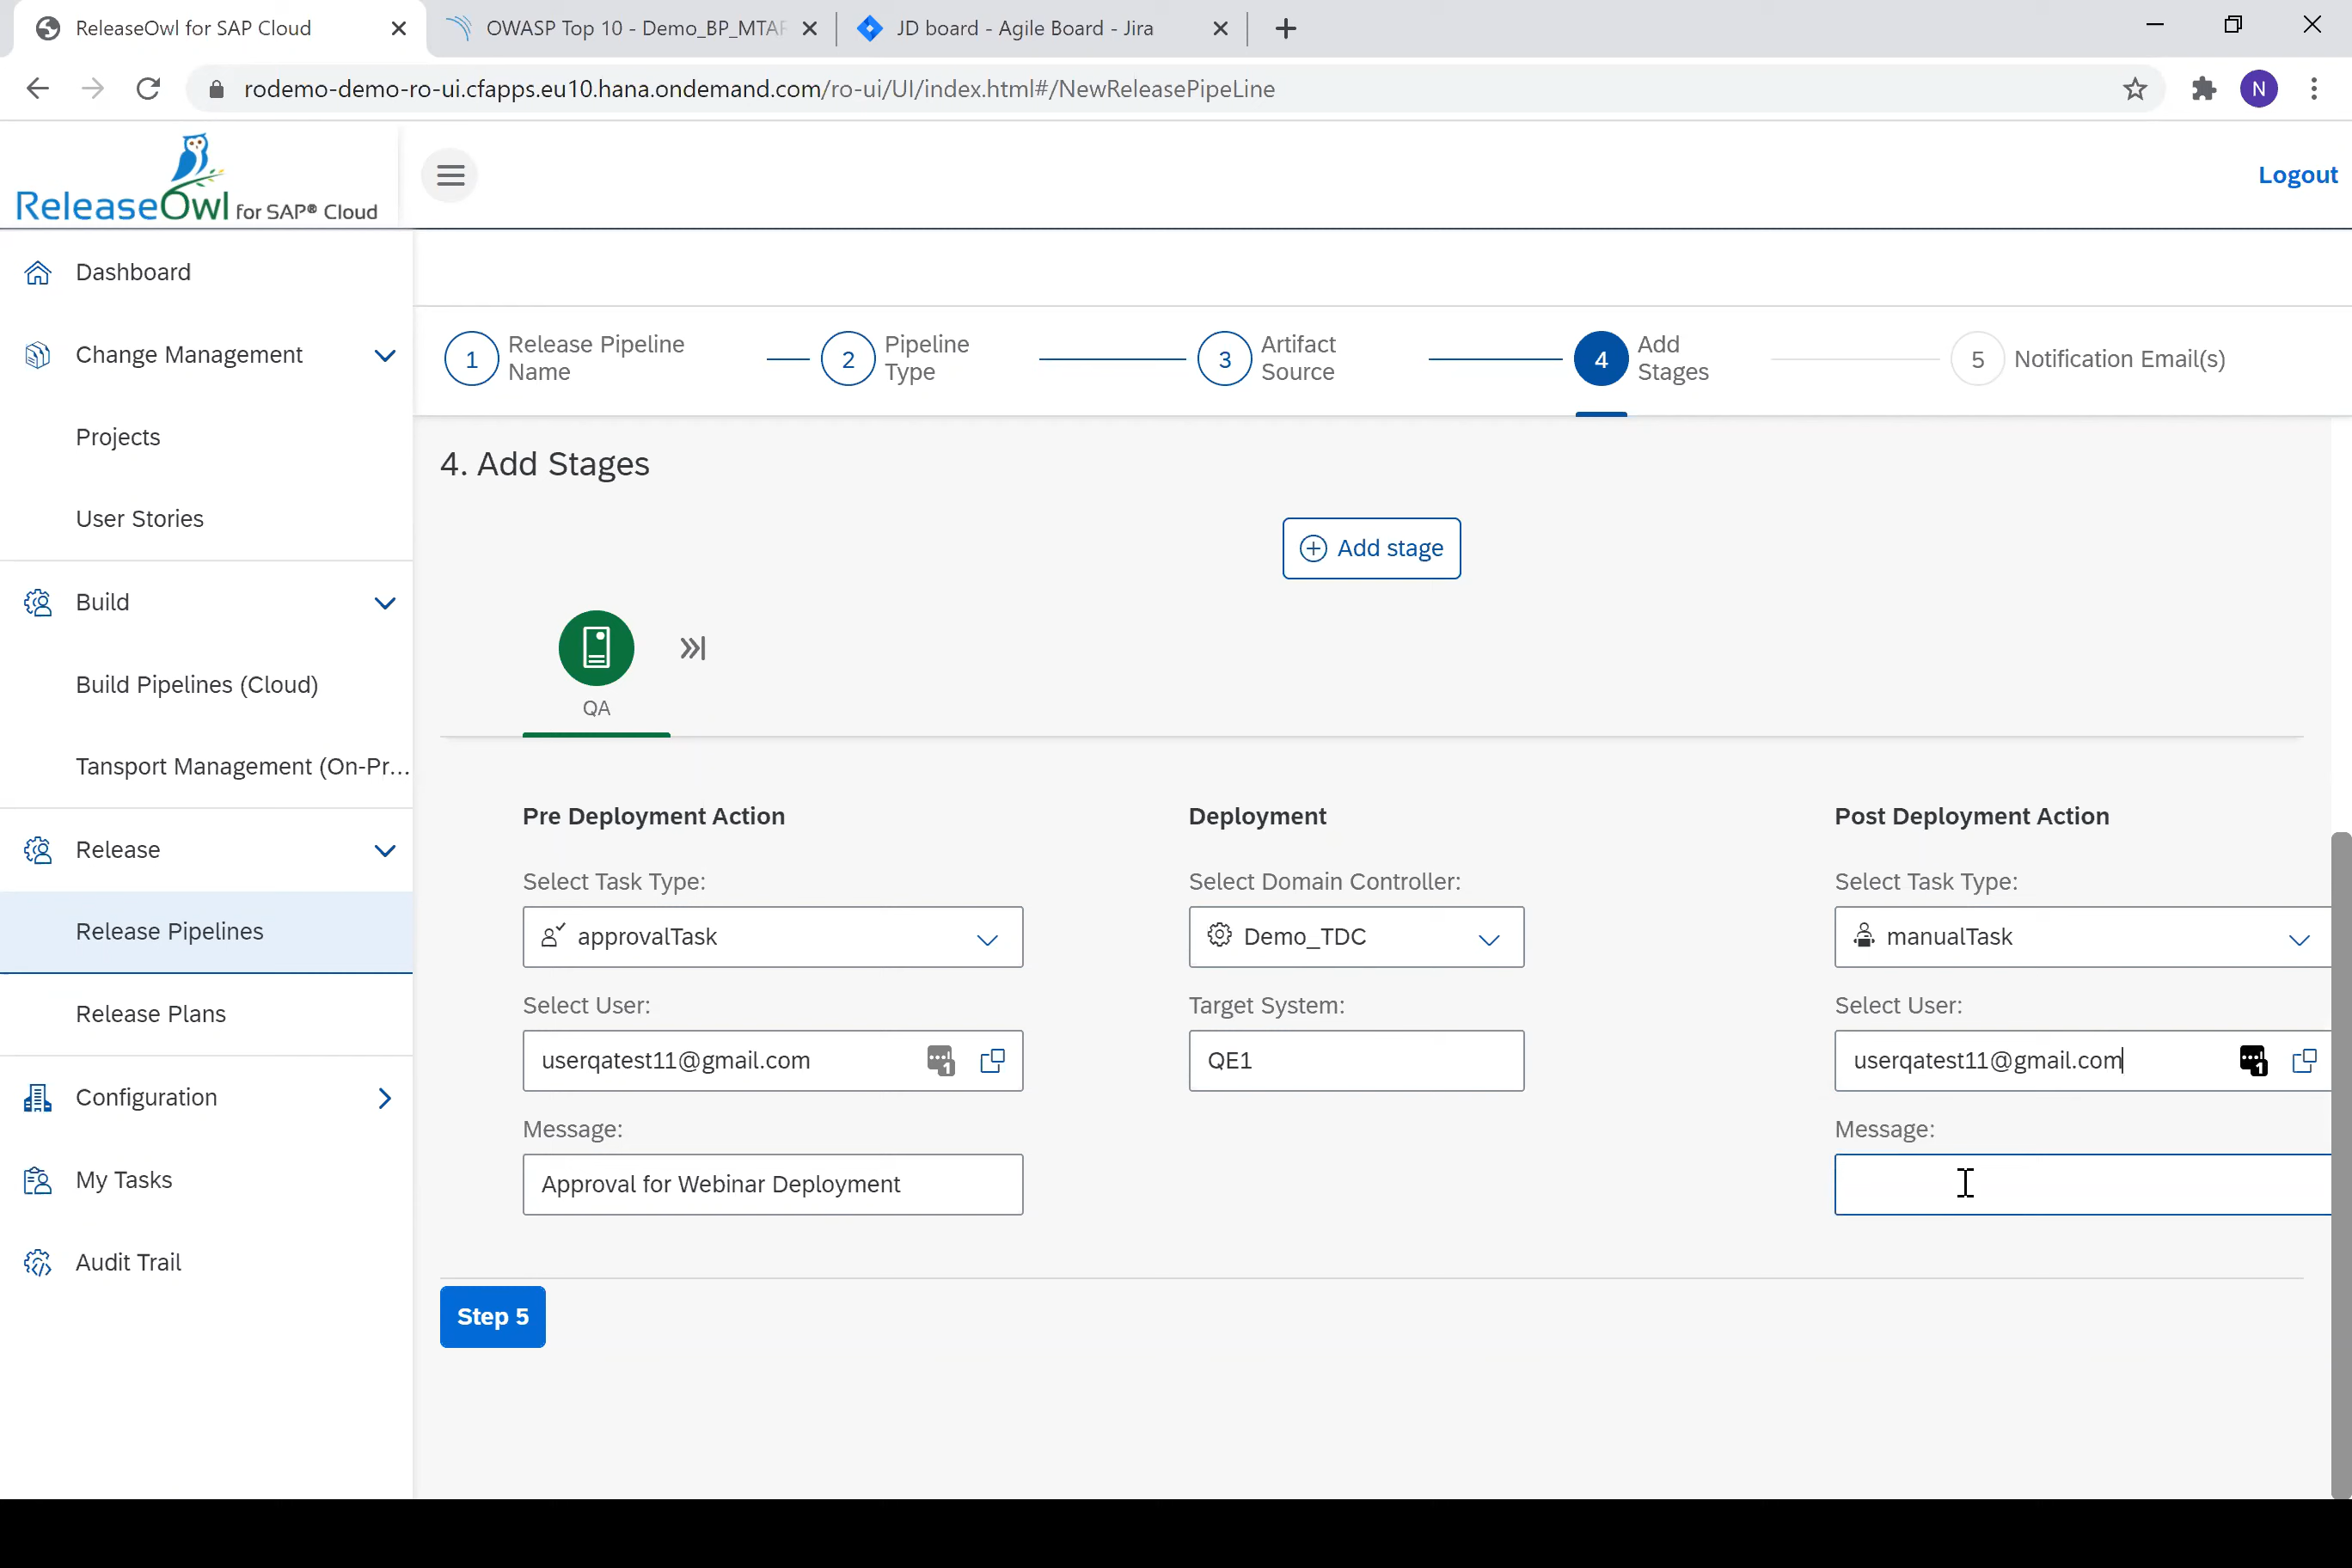 ReleaseOwl for SAP Cloud
OWASP Top 10 - Demo_BP_MTAR
JD board - Agile Board - Jira
rodemo-demo-ro-ui.cfapps.eu10.hana.ondemand.com/ro-ui/UI/index.html#/NewReleasePipeLine
N
ReleaseOwl for SAP® Cloud
Logout
Dashboard
Change Management
Projects
User Stories
Build
Build Pipelines (Cloud)
Tansport Management (On-Pr...
Release
Release Pipelines
Release Plans
Configuration
My Tasks
Audit Trail
1 Release Pipeline
Name
2 Pipeline
Type
3 Artifact
Source
4 Add
Stages
5 Notification Email(s)
4. Add Stages
Add stage
QA
Pre Deployment Action
Select Task Type:
approvalTask
Select User:
userqatest11@gmail.com
1
Message:
Approval for Webinar Deployment
Deployment
Select Domain Controller:
Demo_TDC
Target System:
QE1
Post Deployment Action
Select Task Type:
manualTask
Select User:
userqatest11@gmail.com
1
Message:
Step 5